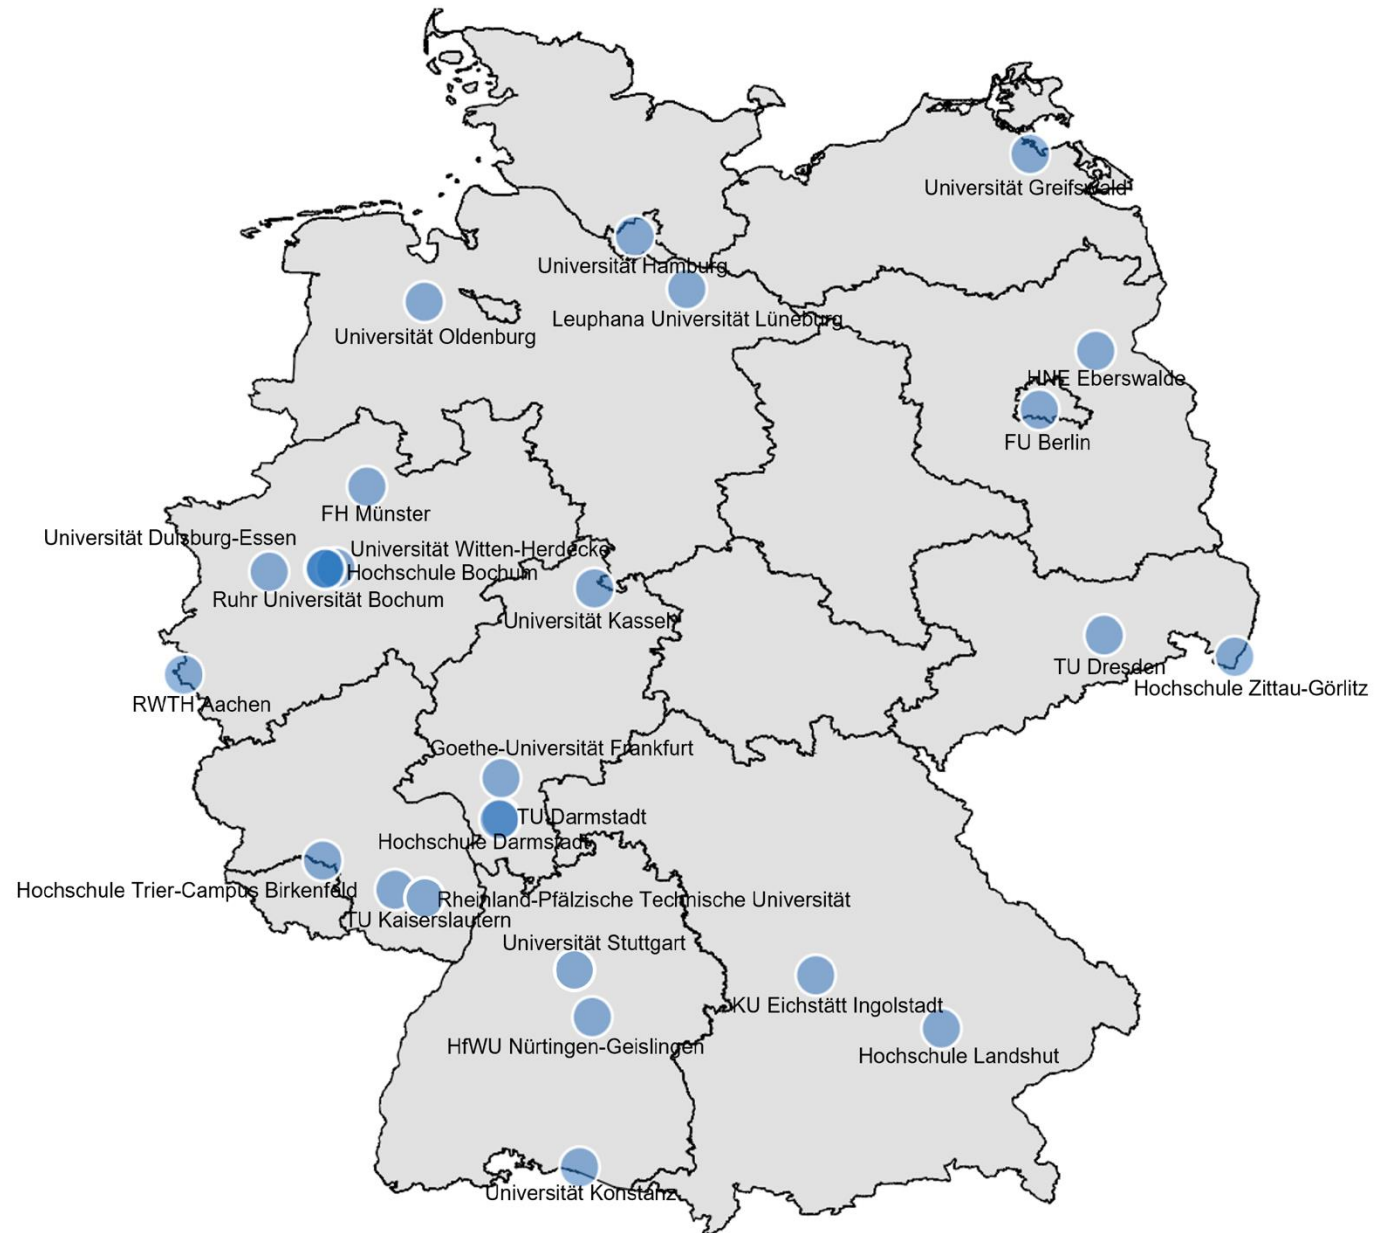 Universität Greifswald
Universität Hamburg
Leuphana Universität Lüneburg
Universität Oldenburg
HNE Eberswalde
FU Berlin
FH Münster
Universität Duisburg-Essen
Universität Witten-Herdecke
Hochschule Bochum
Ruhr Universität Bochum
Universität Kassel
TU Dresden
Hochschule Zittau-Görlitz
RWTH Aachen
Goethe-Universität Frankfurt
TU Darmstadt
Hochschule Darmstadt
Hochschule Trier-Campus Birkenfeld
Rheinland-Pfälzische Technische Universität
TU Kaiserslautern
Universität Stuttgart
KU Eichstätt Ingolstadt
HfWU Nürtingen-Geislingen
Hochschule Landshut
Universität Konstanz